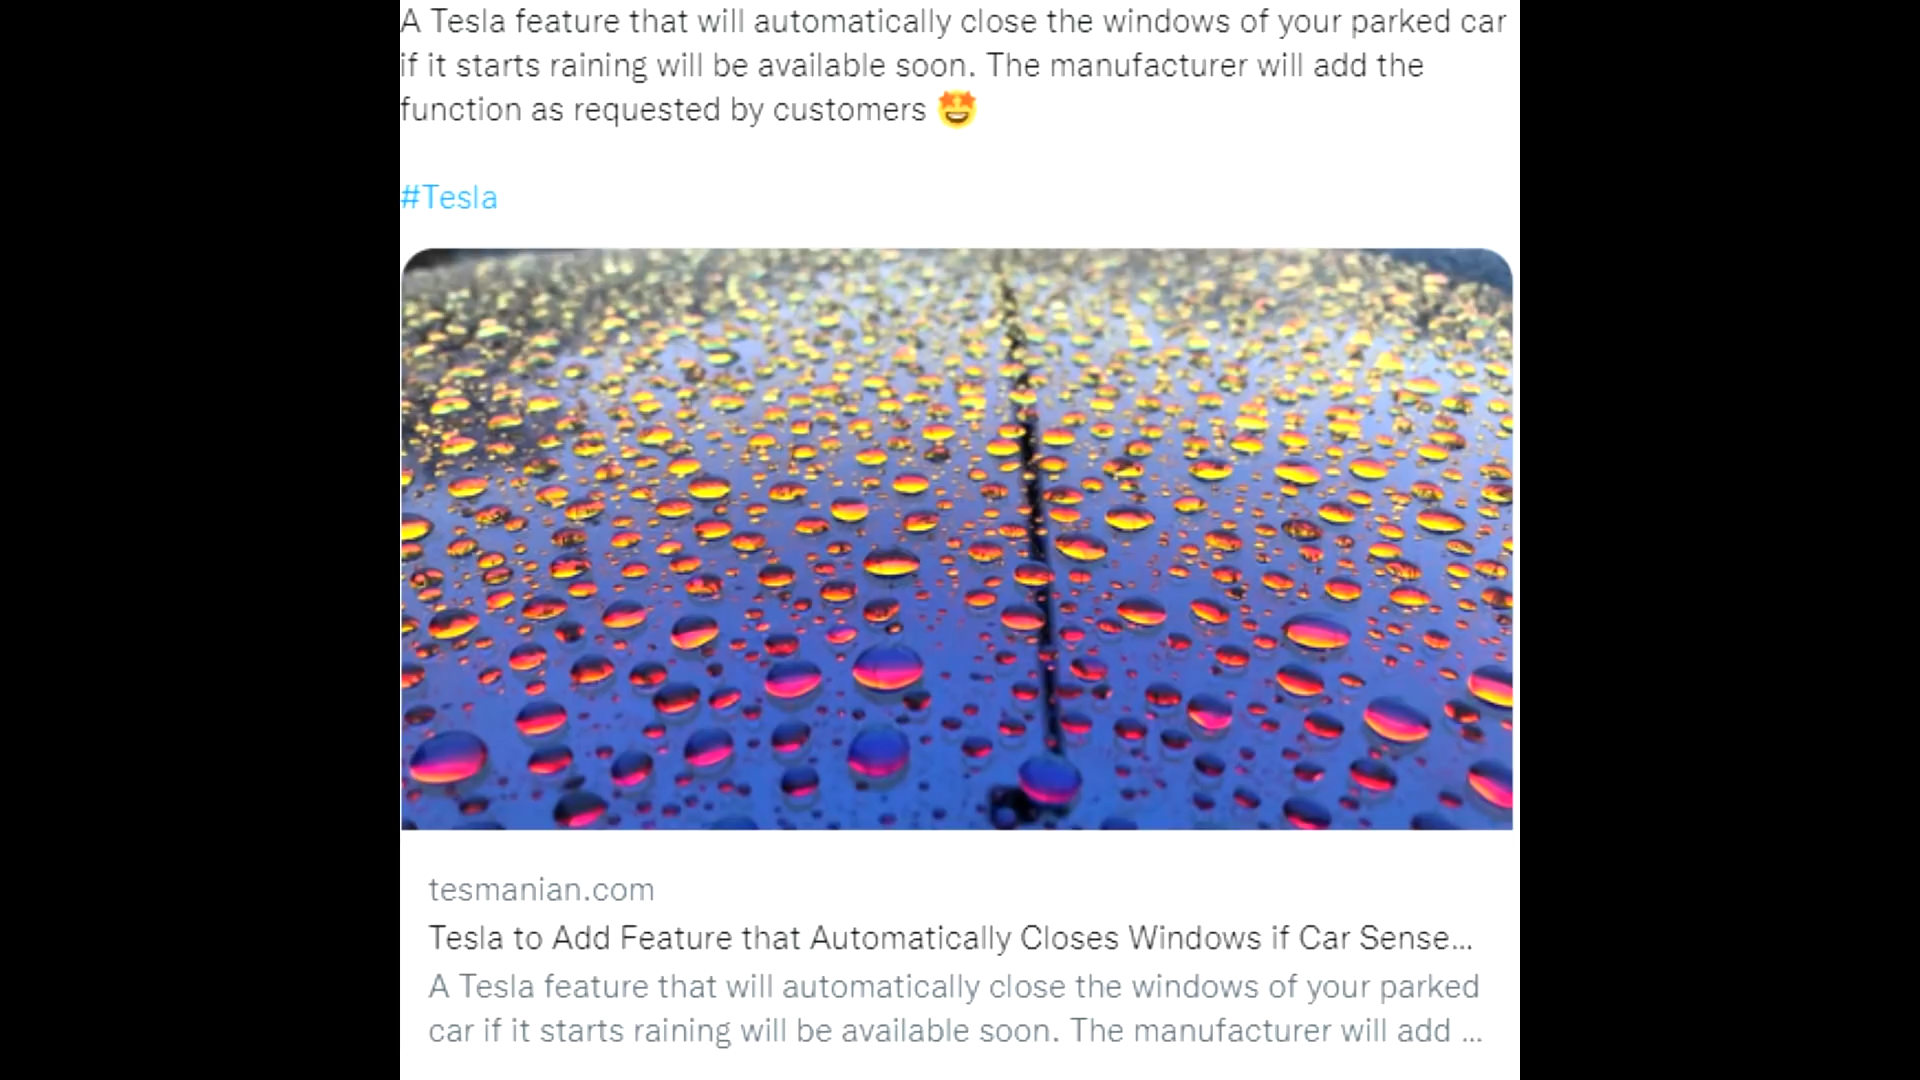 A Tesla feature that will automatically close the windows of your parked car
if it starts raining will be available soon. The manufacturer will add the
function as requested by customers 🤩
#Tesla
tesmanian.com
Tesla to Add Feature that Automatically Closes Windows if Car Sense...
A Tesla feature that will automatically close the windows of your parked
car if it starts raining will be available soon. The manufacturer will add ...